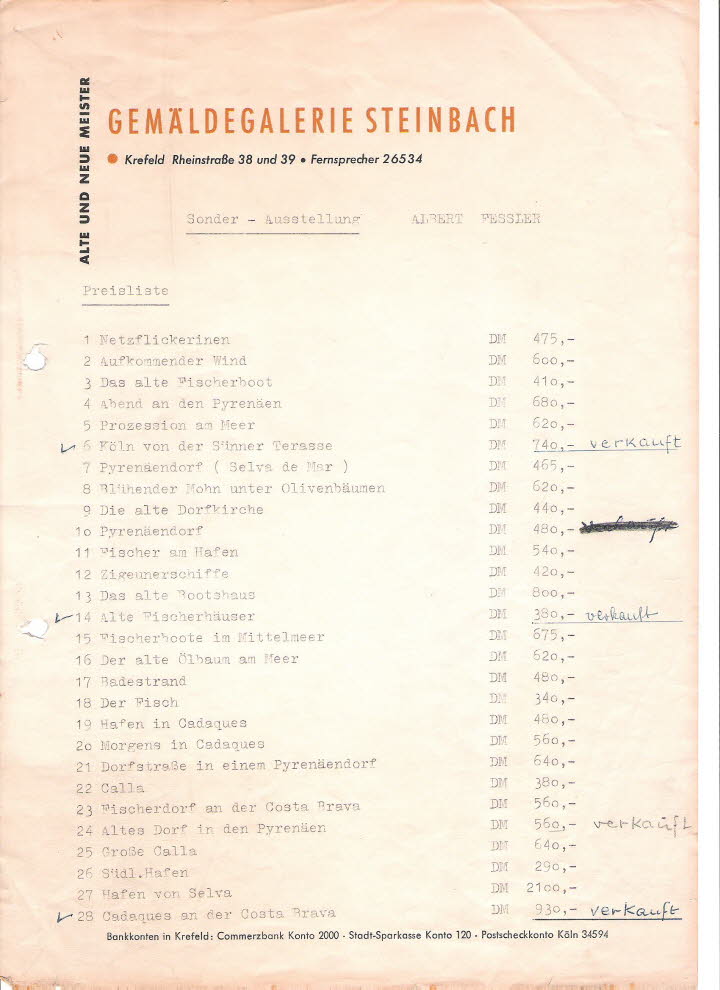 ALTE UND NEUE MEISTER
GEMÄLDEGALERIE STEINBACH
Krefeld Rheinstraße 38 und 39 • Fernsprecher 26534
Sonder - Ausstellung ALBERT FESSLER
Preisliste
1 Netzflickerinen DM 475,-
2 Aufkommender Wind DM 600,-
3 Das alte Fischerboot DM 410,-
4 Abend an den Pyrenäen DM 680,-
5 Prozession am Meer DM 620,-
6 Köln von der Sünner Terasse DM 740,- verkauft
7 Pyrenäendorf ( Selva de Mar ) DM 465,-
8 Blühender Mohn unter Olivenbäumen DM 620,-
9 Die alte Dorfkirche DM 440,-
10 Pyrenäendorf DM 480,-
11 Fischer am Hafen DM 540,-
12 Zigeunerschiffe DM 420,-
13 Das alte Bootshaus DM 800,-
14 Alte Fischerhäuser DM 380,- verkauft
15 Fischerboote im Mittelmeer DM 675,-
16 Der alte Ölbaum am Meer DM 620,-
17 Badestrand DM 480,-
18 Der Fisch DM 340,-
19 Hafen in Cadaques DM 480,-
20 Morgens in Cadaques DM 560,-
21 Dorfstraße in einem Pyrenäendorf DM 640,-
22 Calla DM 380,-
23 Fischerdorf an der Costa Brava DM 560,-
24 Altes Dorf in den Pyrenäen DM 560,- verkauft
25 Große Calla DM 640,-
26 Südl.Hafen DM 290,-
27 Hafen von Selva DM 2100,-
28 Cadaques an der Costa Brava DM 930,- verkauft
Bankkonten in Krefeld: Commerzbank Konto 2000 - Stadt-Sparkasse Konto 120 · Postscheckkonto Köln 34594